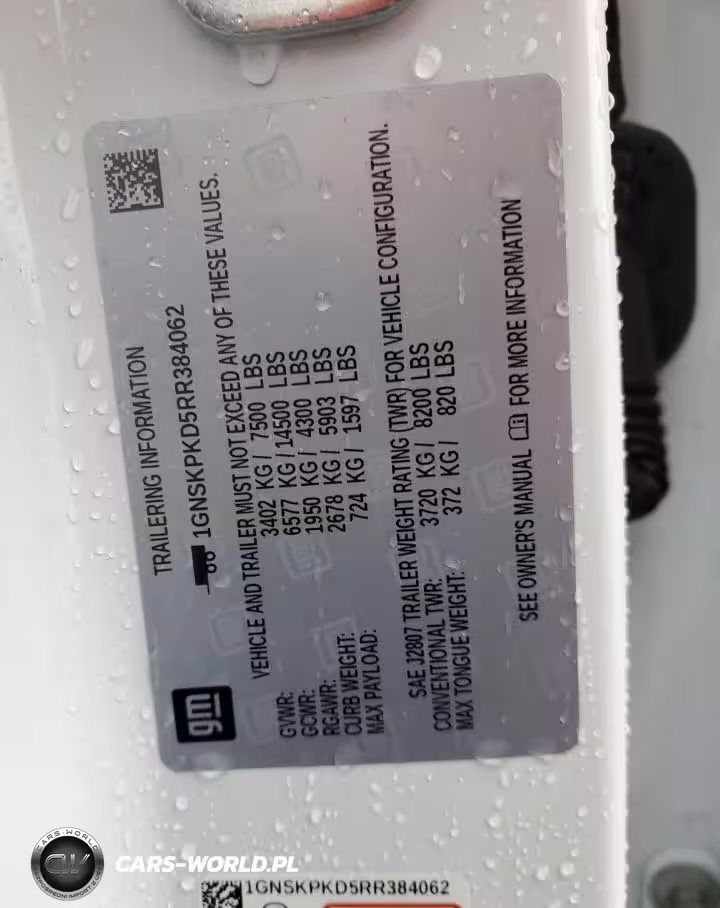 TRAILERING INFORMATION
1GNSKPKD5RR384062
VEHICLE AND TRAILER MUST NOT EXCEED ANY OF THESE VALUES.
GVWR: 3402 KG / 7500 LBS
GCWR: 6577 KG / 14500 LBS
RGAWR: 1950 KG / 4300 LBS
CURB WEIGHT: 2678 KG / 5903 LBS
MAX PAYLOAD: 724 KG / 1597 LBS
SAE J2807 TRAILER WEIGHT RATING (TWR) FOR VEHICLE CONFIGURATION.
CONVENTIONAL TWR: 3720 KG / 8200 LBS
MAX TONGUE WEIGHT: 372 KG / 820 LBS
SEE OWNER'S MANUAL FOR MORE INFORMATION
gm
1GNSKPKD5RR384062
CARS-WORLD
CW
CARS-WORLD.PL